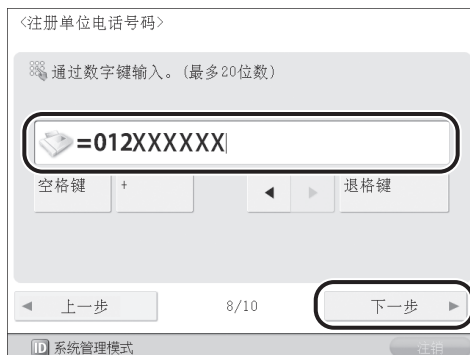 <注册单位电话号码>
通过数字键输入。(最多20位数)
=012XXXXXX
空格键 + ◀ ▶ 退格键
◀ 上一步 8/10 下一步 ▶
ID 系统管理模式 注销